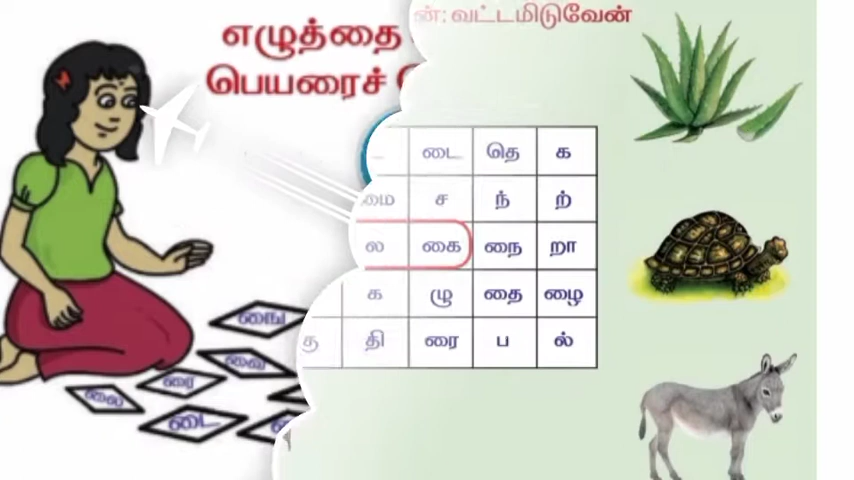 எழுத்தை
பெயரைச்
ன்: வட்டமிடுவேன்
டை தெ க
மை ச ந் ற்
ல கை நை றா
க ழு தை ழை
கு தி ரை ப ல்
ஙை
வை
ரை
லை
டை